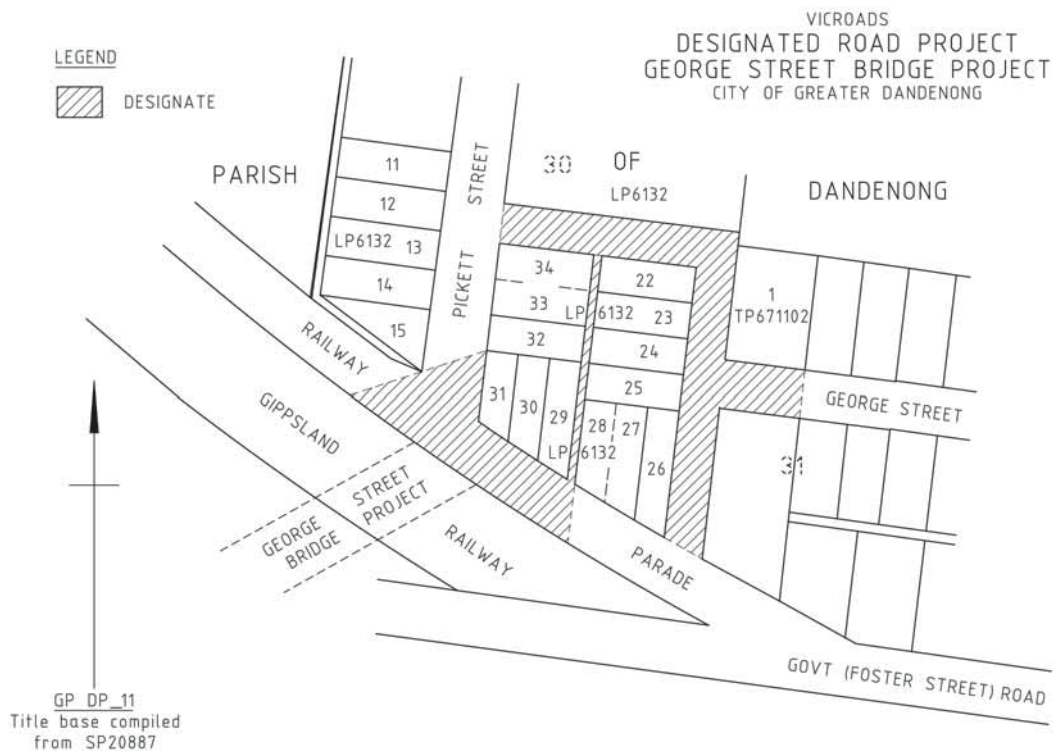 VICROADS
DESIGNATED ROAD PROJECT
GEORGE STREET BRIDGE PROJECT
CITY OF GREATER DANDENONG
LEGEND
DESIGNATE
PARISH
OF
DANDENONG
30
LP6132
11
12
LP6132 13
14
15
PICKETT STREET
34
33
LP 6132
32
31
30
29
LP 6132
22
23
24
25
28
27
26
1
TP671102
GEORGE STREET
31
RAILWAY
PARADE
GIPPSLAND
RAILWAY
GEORGE STREET
BRIDGE PROJECT
GOVT (FOSTER STREET) ROAD
GP DP_11
Title base compiled
from SP20887